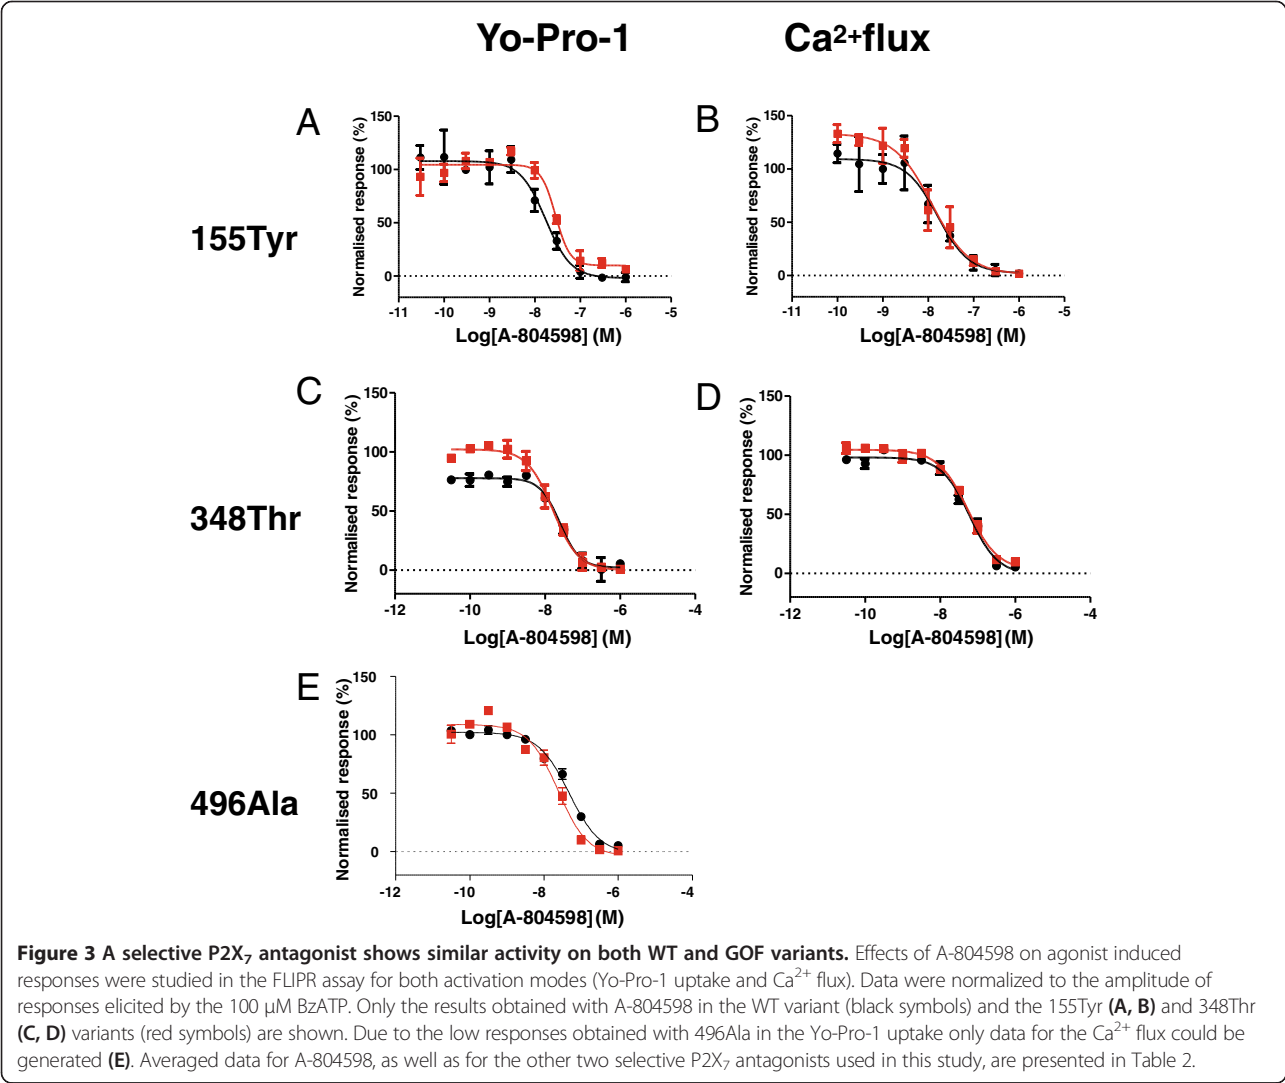 Yo-Pro-1
Ca²⁺flux
155Tyr
A
Normalised response (%)
150
100
50
0
-11 -10 -9 -8 -7 -6 -5
Log[A-804598] (M)
B
Normalised response (%)
150
100
50
0
-11 -10 -9 -8 -7 -6 -5
Log[A-804598] (M)
348Thr
C
Normalised response (%)
150
100
50
0
-12 -10 -8 -6 -4
Log[A-804598] (M)
D
Normalised response (%)
150
100
50
0
-12 -10 -8 -6 -4
Log[A-804598] (M)
496Ala
E
Normalised response (%)
150
100
50
0
-12 -10 -8 -6 -4
Log[A-804598] (M)
Figure 3 A selective P2X₇ antagonist shows similar activity on both WT and GOF variants. Effects of A-804598 on agonist induced
responses were studied in the FLIPR assay for both activation modes (Yo-Pro-1 uptake and Ca²⁺ flux). Data were normalized to the amplitude of
responses elicited by the 100 μM BzATP. Only the results obtained with A-804598 in the WT variant (black symbols) and the 155Tyr (A, B) and 348Thr
(C, D) variants (red symbols) are shown. Due to the low responses obtained with 496Ala in the Yo-Pro-1 uptake only data for the Ca²⁺ flux could be
generated (E). Averaged data for A-804598, as well as for the other two selective P2X₇ antagonists used in this study, are presented in Table 2.